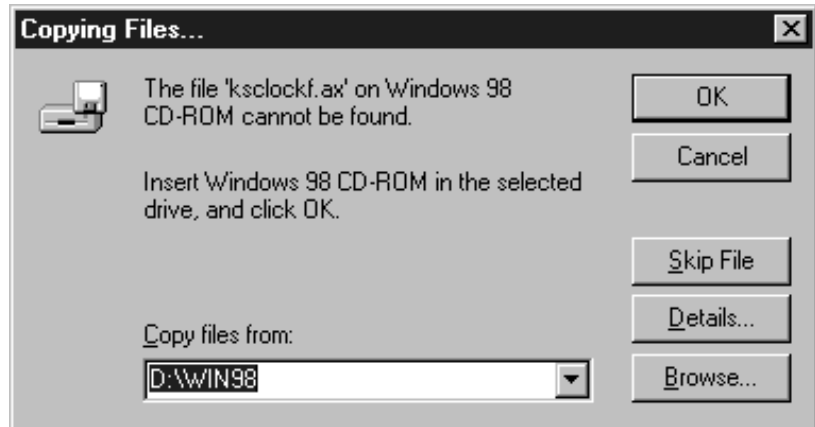 Copying Files...
The file 'ksclockf.ax' on Windows 98
CD-ROM cannot be found.
Insert Windows 98 CD-ROM in the selected
drive, and click OK.
Copy files from:
D:\WIN98
OK
Cancel
Skip File
Details...
Browse...